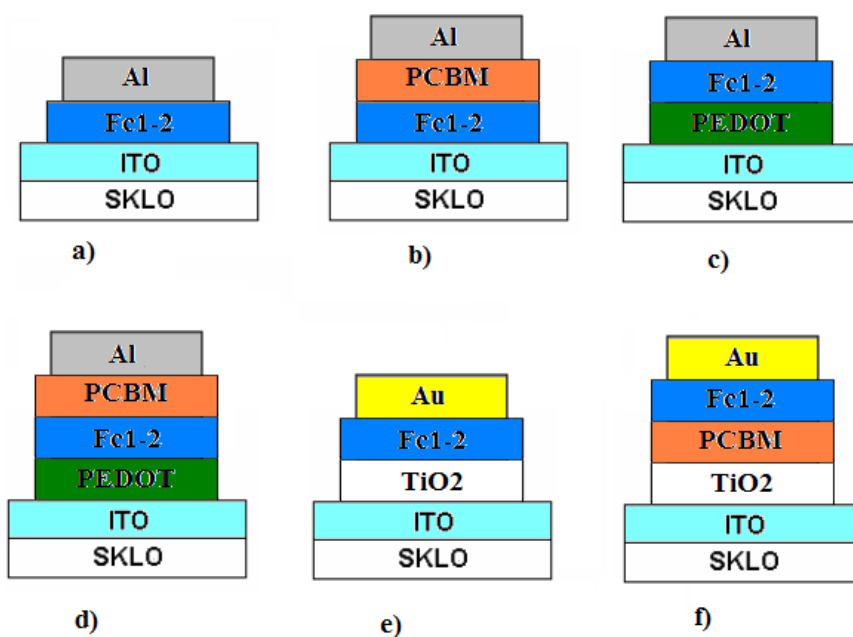 Al
Fc1-2
ITO
SKLO
a)
Al
PCBM
Fc1-2
ITO
SKLO
b)
Al
Fc1-2
PEDOT
ITO
SKLO
c)
Al
PCBM
Fc1-2
PEDOT
ITO
SKLO
d)
Au
Fc1-2
TiO2
ITO
SKLO
e)
Au
Fc1-2
PCBM
TiO2
ITO
SKLO
f)